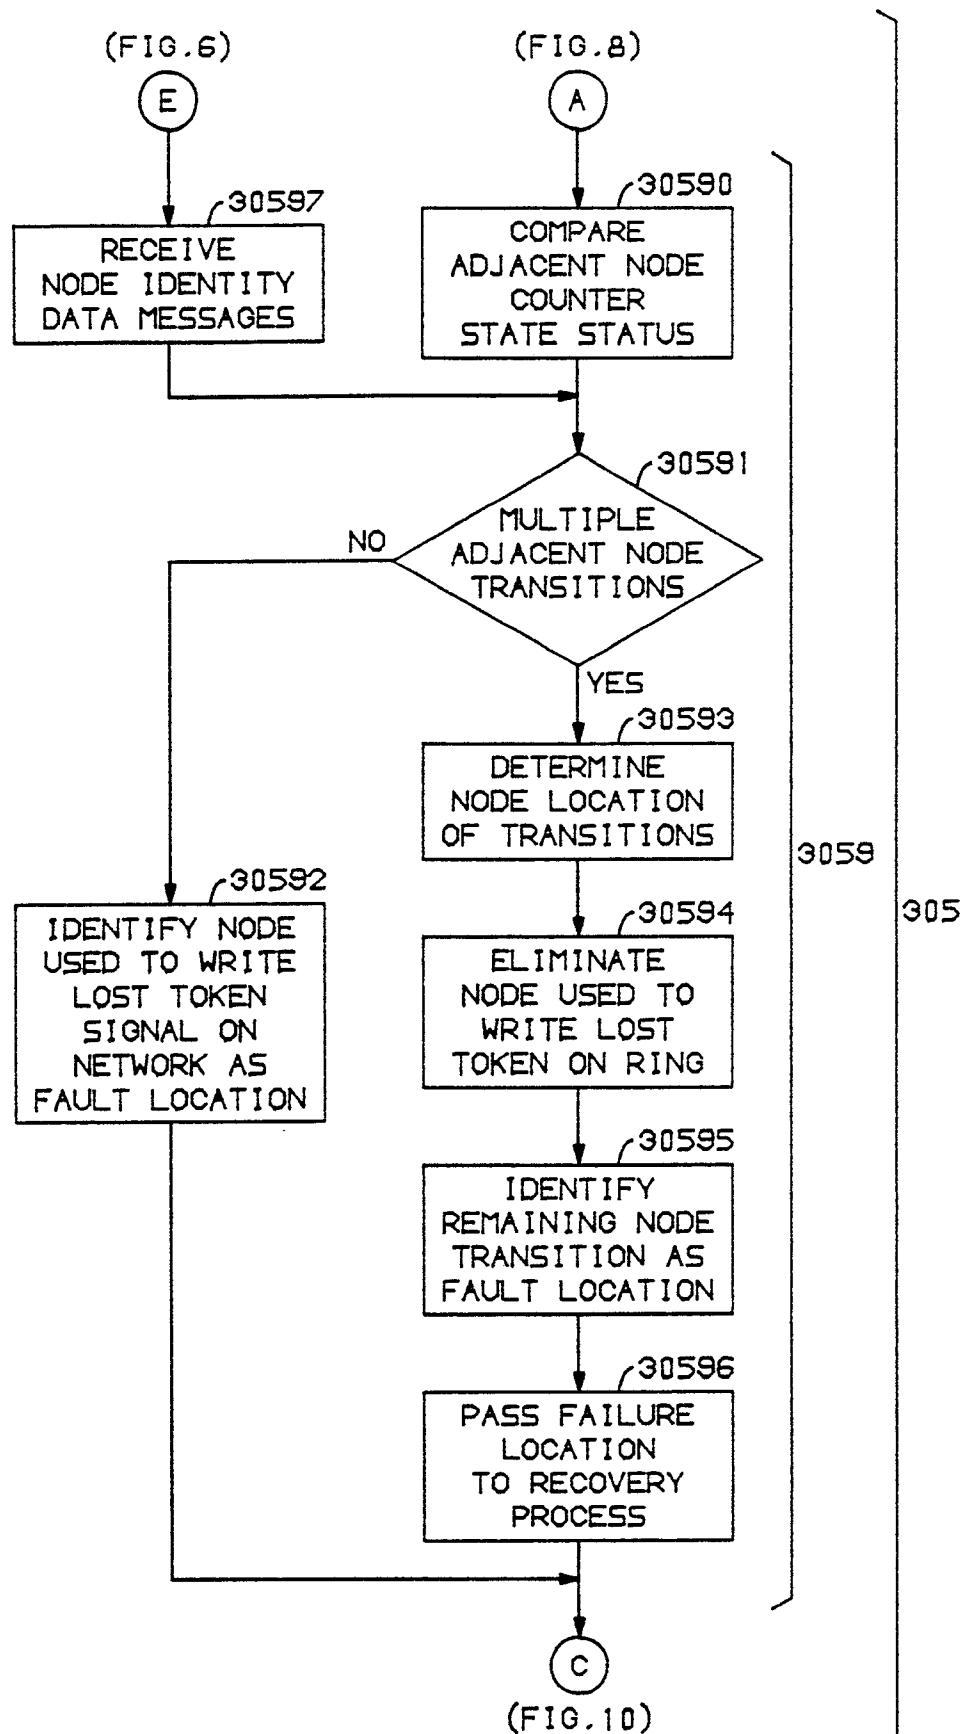 (FIG.6)
E
30597
RECEIVE
NODE IDENTITY
DATA MESSAGES
(FIG.8)
A
30590
COMPARE
ADJACENT NODE
COUNTER
STATE STATUS
30591
MULTIPLE
ADJACENT NODE
TRANSITIONS
NO
YES
30592
IDENTIFY NODE
USED TO WRITE
LOST TOKEN
SIGNAL ON
NETWORK AS
FAULT LOCATION
30593
DETERMINE
NODE LOCATION
OF TRANSITIONS
30594
ELIMINATE
NODE USED TO
WRITE LOST
TOKEN ON RING
30595
IDENTIFY
REMAINING NODE
TRANSITION AS
FAULT LOCATION
30596
PASS FAILURE
LOCATION
TO RECOVERY
PROCESS
C
(FIG.10)
3059
305